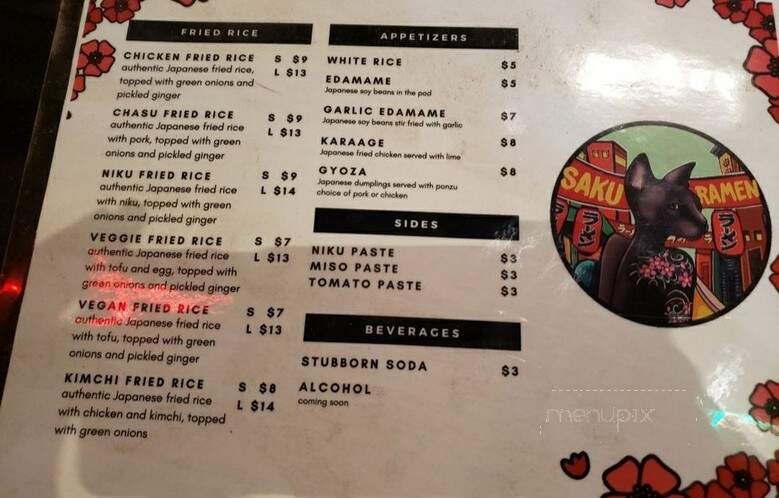 FRIED RICE
CHICKEN FRIED RICE S $9
authentic Japanese fried rice, L $13
topped with green onions and
pickled ginger
CHASU FRIED RICE S $9
authentic Japanese fried rice L $13
with pork, topped with green
onions and pickled ginger
NIKU FRIED RICE S $9
authentic Japanese fried rice L $14
with niku, topped with green
onions and pickled ginger
VEGGIE FRIED RICE S $7
authentic Japanese fried rice L $13
with tofu and egg, topped with
green onions and pickled ginger
VEGAN FRIED RICE S $7
authentic Japanese fried rice L $13
with tofu, topped with green
onions and pickled ginger
KIMCHI FRIED RICE S $8
authentic Japanese fried rice L $14
with chicken and kimchi, topped
with green onions
APPETIZERS
WHITE RICE $5
EDAMAME $5
Japanese soy beans in the pod
GARLIC EDAMAME $7
Japanese soy beans stir fried with garlic
KARAAGE $8
Japanese fried chicken served with lime
GYOZA $8
Japanese dumplings served with ponzu
choice of pork or chicken
SIDES
NIKU PASTE $3
MISO PASTE $3
TOMATO PASTE $3
BEVERAGES
STUBBORN SODA $3
ALCOHOL
coming soon
SAKU RAMEN
menupix